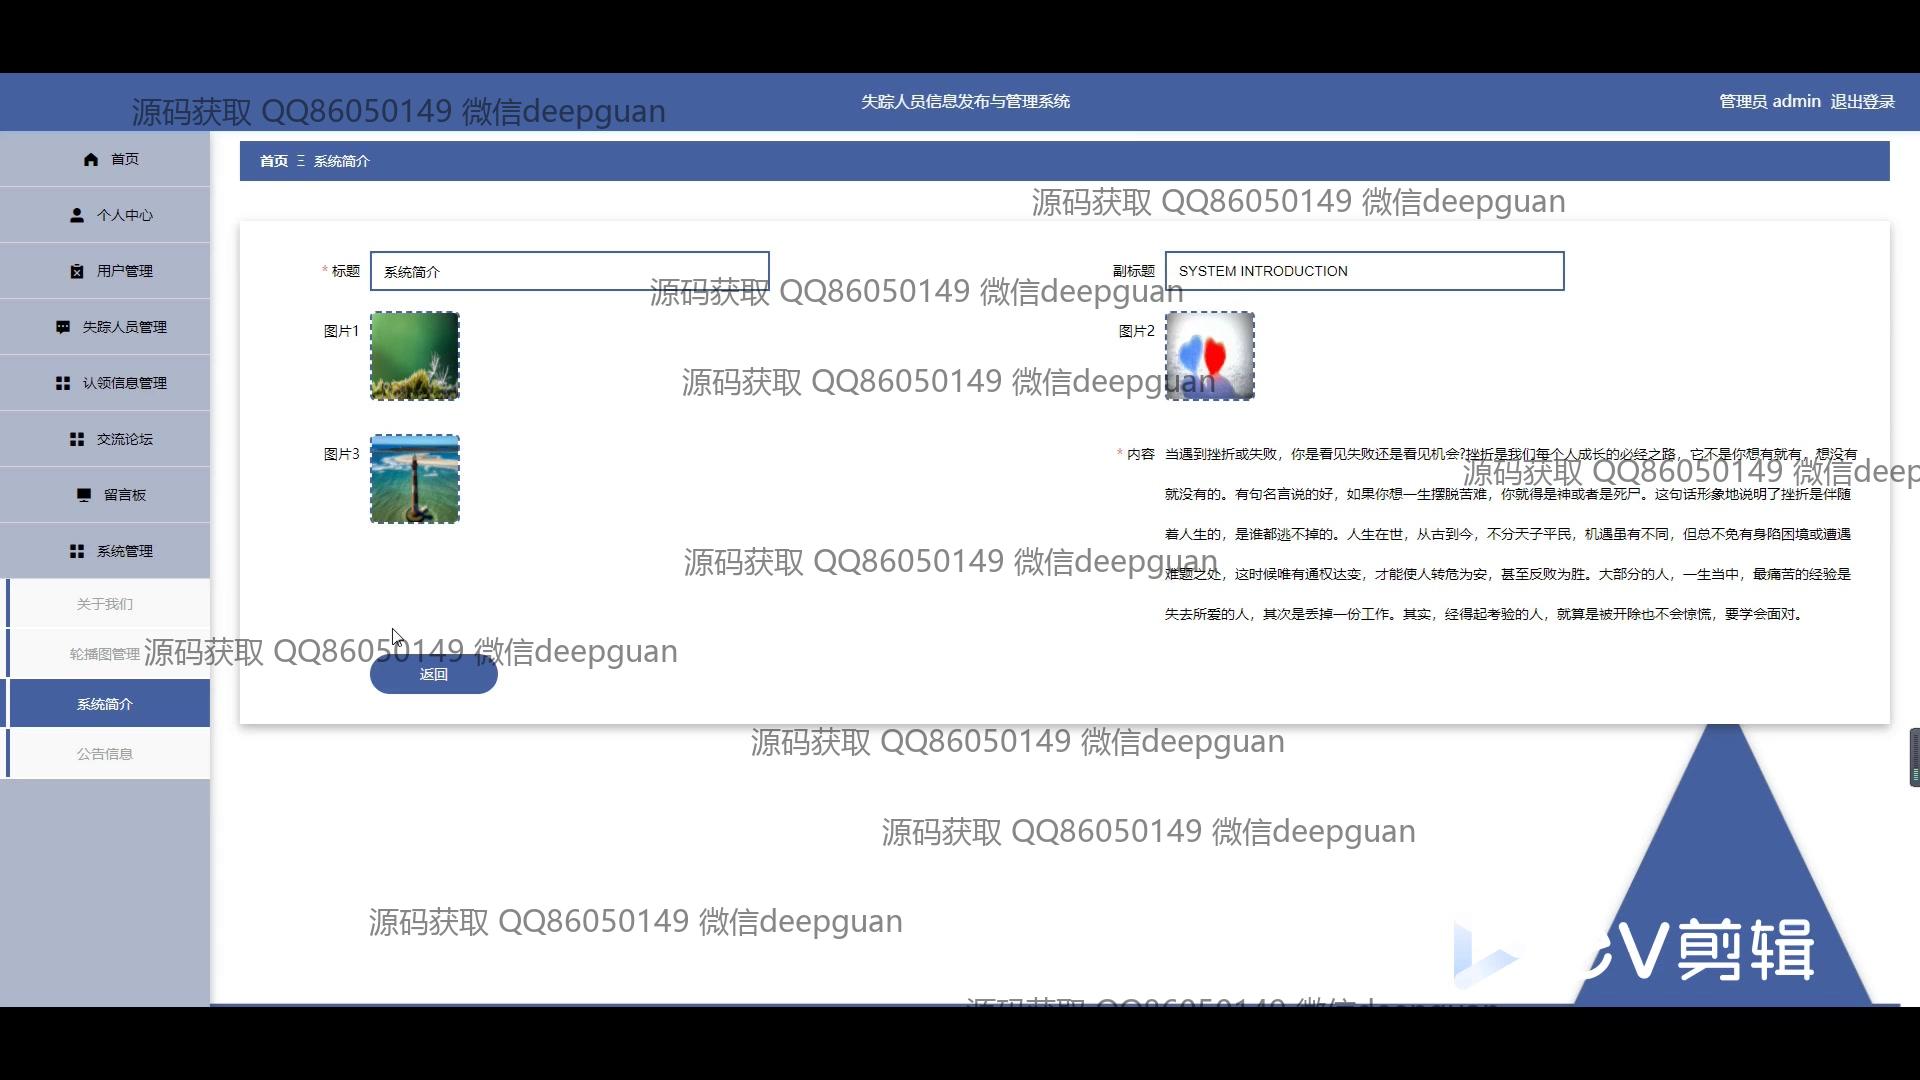 失踪人员信息发布与管理系统
管理员 admin 退出登录
源码获取 QQ86050149 微信deepguan
首页
个人中心
用户管理
失踪人员管理
认领信息管理
交流论坛
留言板
系统管理
关于我们
轮播图管理
系统简介
公告信息
首页 Ξ 系统简介
源码获取 QQ86050149 微信deepguan
* 标题 系统简介
副标题 SYSTEM INTRODUCTION
源码获取 QQ86050149 微信deepguan
图片1
图片2
源码获取 QQ86050149 微信deepguan
图片3
* 内容 当遇到挫折或失败，你是看见失败还是看见机会?挫折是我们每个人成长的必经之路，它不是你想有就有，想没有
源码获取 QQ86050149 微信deep
就没有的。有句名言说的好，如果你想一生摆脱苦难，你就得是神或者是死尸。这句话形象地说明了挫折是伴随
着人生的，是谁都逃不掉的。人生在世，从古到今，不分天子平民，机遇虽有不同，但总不免有身陷困境或遭遇
源码获取 QQ86050149 微信deepguan
难题之处，这时候唯有通权达变，才能使人转危为安，甚至反败为胜。大部分的人，一生当中，最痛苦的经验是
失去所爱的人，其次是丢掉一份工作。其实，经得起考验的人，就算是被开除也不会惊慌，要学会面对。
源码获取 QQ86050149 微信deepguan
返回
源码获取 QQ86050149 微信deepguan
源码获取 QQ86050149 微信deepguan
源码获取 QQ86050149 微信deepguan
eV剪辑
源码获取 QQ86050149 微信deepguan